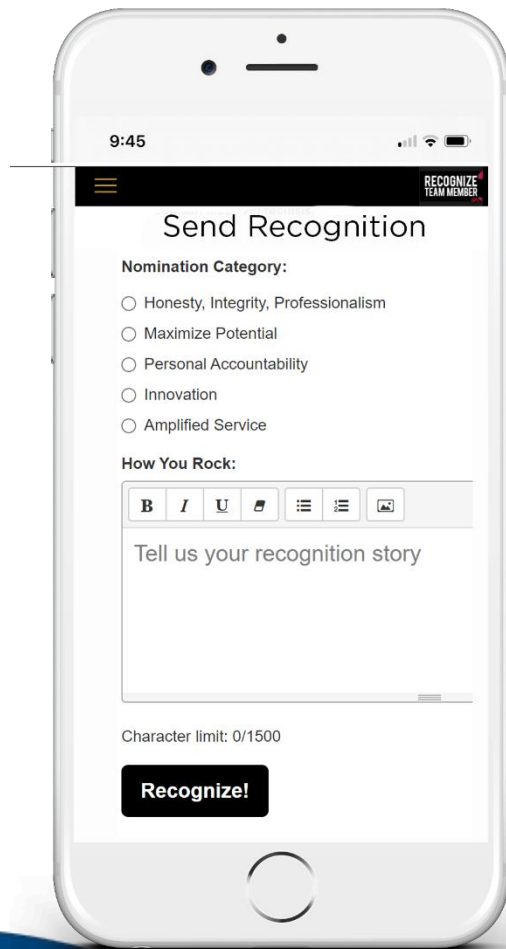 9:45
RECOGNIZE
TEAM MEMBER
Send Recognition
Nomination Category:
Honesty, Integrity, Professionalism
Maximize Potential
Personal Accountability
Innovation
Amplified Service
How You Rock:
B I U
Tell us your recognition story
Character limit: 0/1500
Recognize!